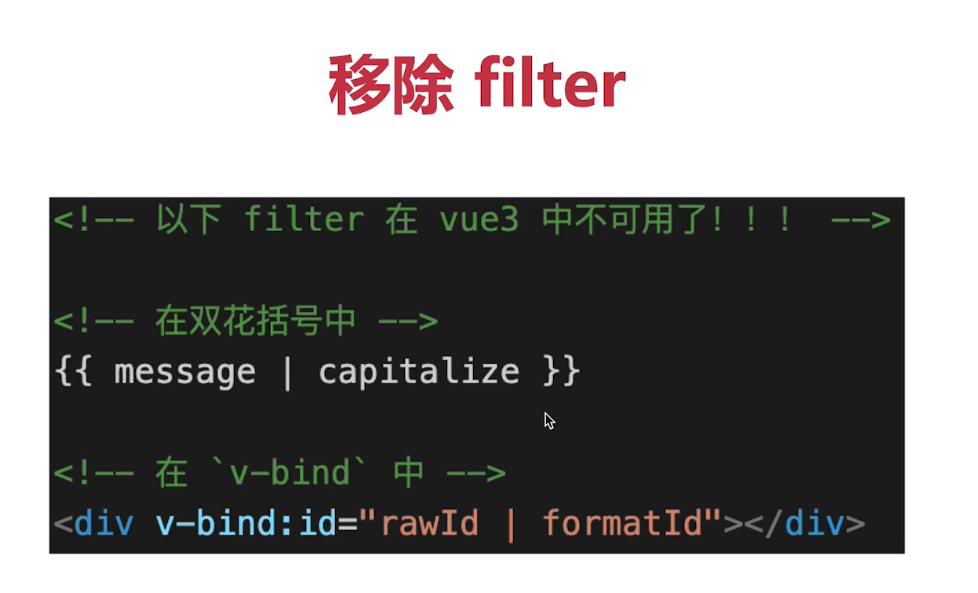 移除 filter
<!-- 以下 filter 在 vue3 中不可用了！！！ -->
<!-- 在双花括号中 -->
{{ message | capitalize }}
<!-- 在 `v-bind` 中 -->
<div v-bind:id="rawId | formatId"></div>